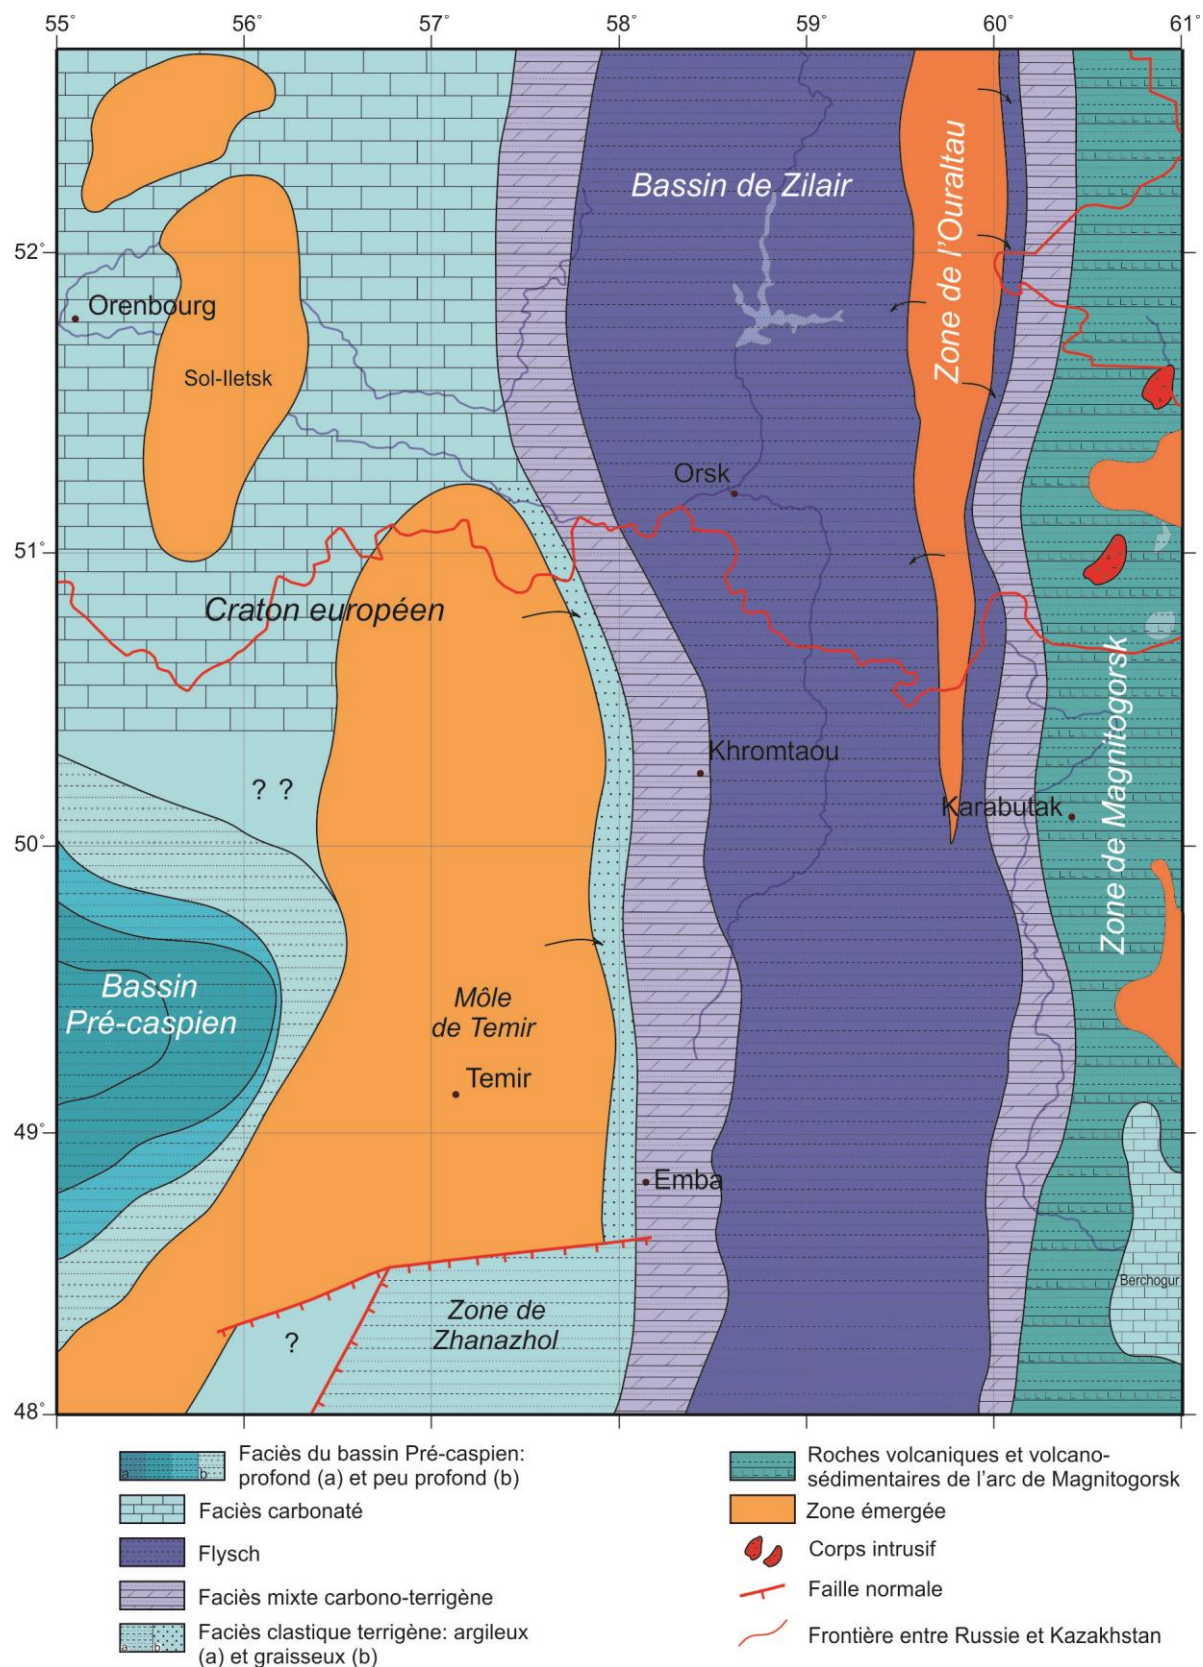 55° 56° 57° 58° 59° 60° 61°
Bassin de Zilair
Zone de l'Ouraltau
52°
Orenbourg
Sol-Iletsk
Orsk
51°
Craton européen
Khromtaou
? ?
Karabutak
50°
Zone de Magnitogorsk
Bassin
Pré-caspien
Môle
de Temir
Temir
49°
Emba
Berchogur
Zone de
Zhanazhol
?
48°
a b Faciès du bassin Pré-caspien:
profond (a) et peu profond (b)
Faciès carbonaté
Flysch
Faciès mixte carbono-terrigène
a b Faciès clastique terrigène: argileux
(a) et graisseux (b)
Roches volcaniques et volcano-
sédimentaires de l'arc de Magnitogorsk
Zone émergée
Corps intrusif
Faille normale
Frontière entre Russie et Kazakhstan